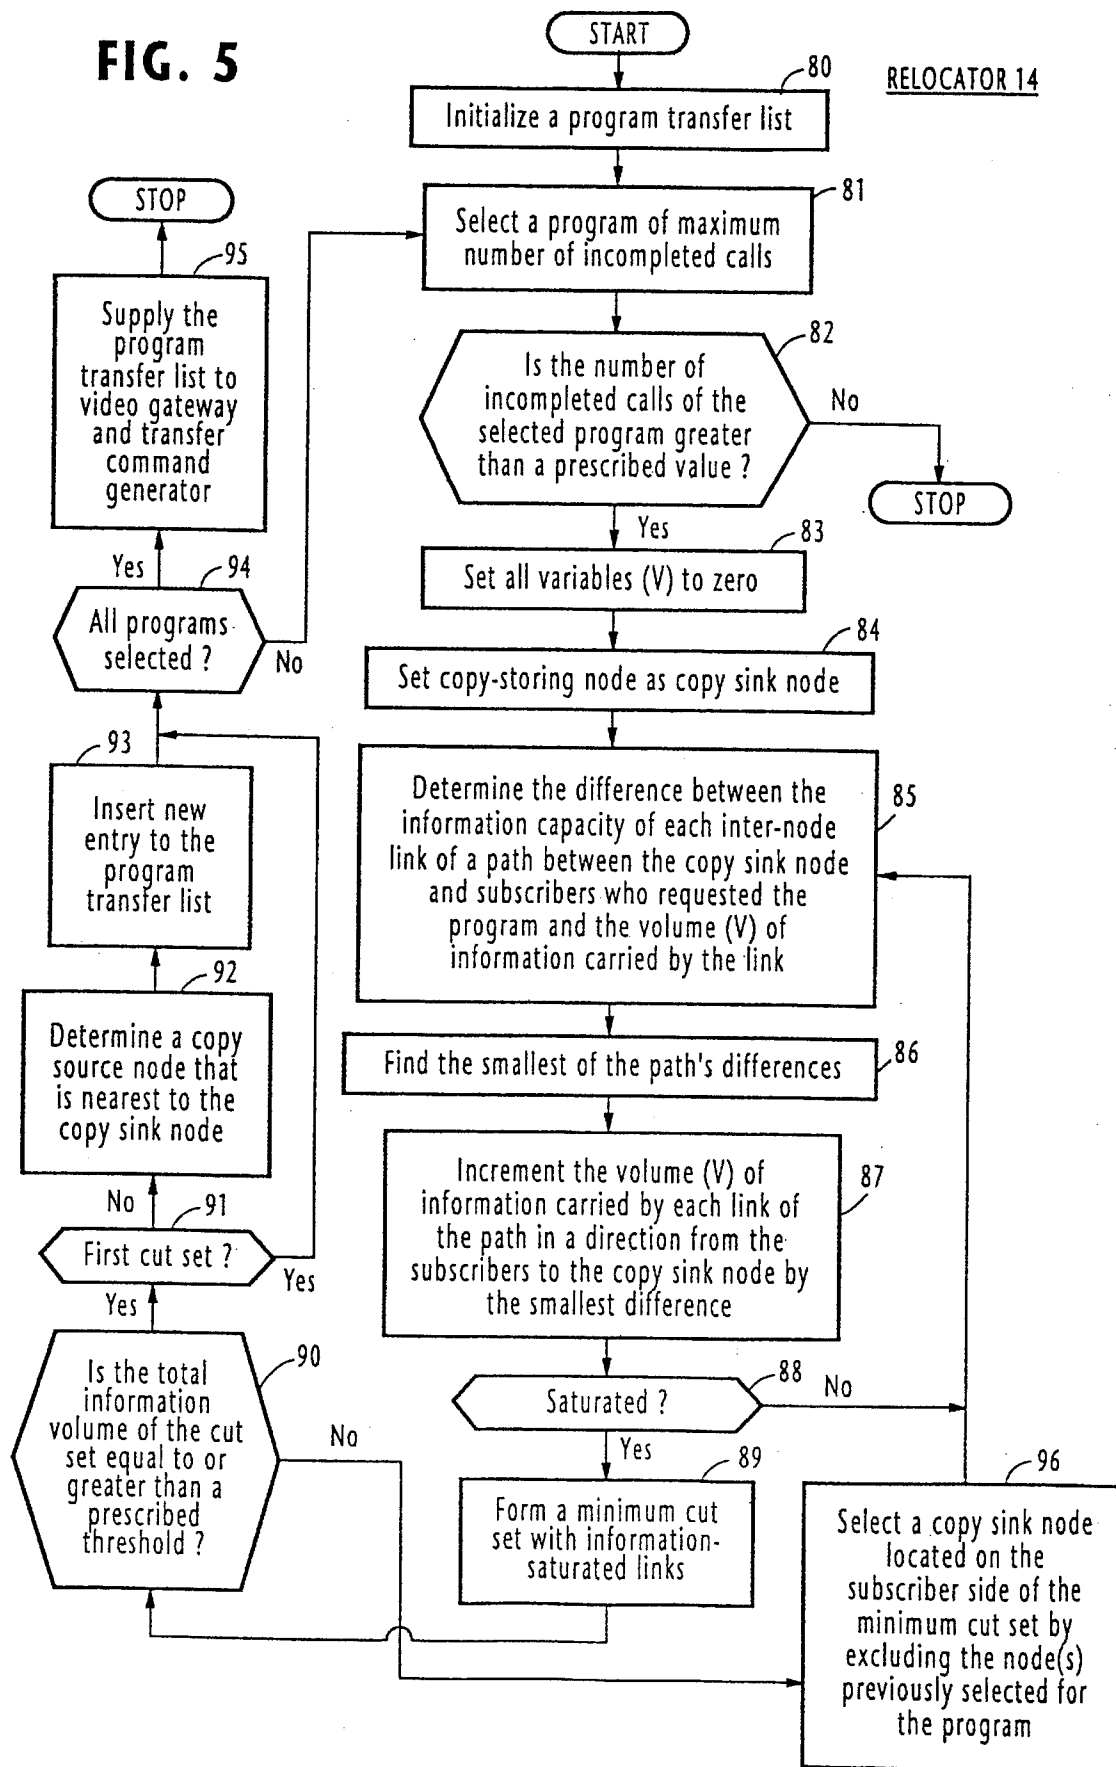 FIG. 5
RELOCATOR 14
START
80
Initialize a program transfer list
81
Select a program of maximum
number of incompleted calls
82
Is the number of
incompleted calls of the
selected program greater
than a prescribed value ?
No
STOP
Yes
83
Set all variables (V) to zero
84
Set copy-storing node as copy sink node
85
Determine the difference between the
information capacity of each inter-node
link of a path between the copy sink node
and subscribers who requested the
program and the volume (V) of
information carried by the link
86
Find the smallest of the path's differences
87
Increment the volume (V) of
information carried by each link of
the path in a direction from the
subscribers to the copy sink node by
the smallest difference
88
Saturated ?
No
Yes
89
Form a minimum cut
set with information-
saturated links
90
Is the total
information
volume of the cut
set equal to or
greater than a
prescribed
threshold ?
No
Yes
91
First cut set ?
Yes
No
92
Determine a copy
source node that
is nearest to the
copy sink node
93
Insert new
entry to the
program
transfer list
94
All programs
selected ?
No
Yes
95
Supply the
program
transfer list to
video gateway
and transfer
command
generator
STOP
96
Select a copy sink node
located on the
subscriber side of the
minimum cut set by
excluding the node(s)
previously selected for
the program